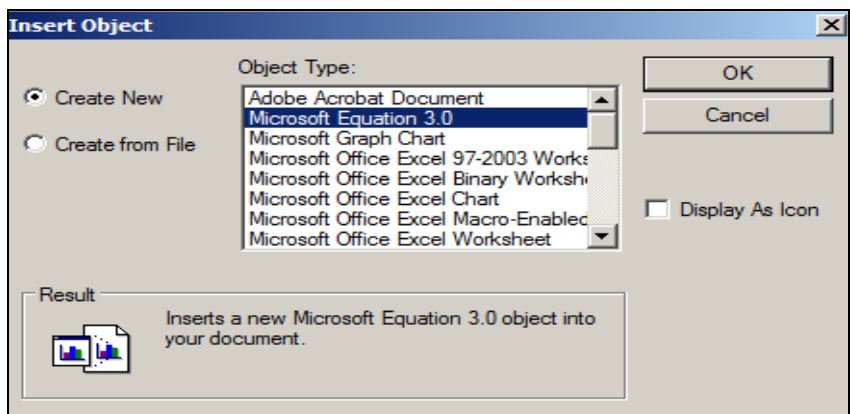 Insert Object
Object Type:
Create New
Create from File
Adobe Acrobat Document
Microsoft Equation 3.0
Microsoft Graph Chart
Microsoft Office Excel 97-2003 Works
Microsoft Office Excel Binary Workshe
Microsoft Office Excel Chart
Microsoft Office Excel Macro-Enabled
Microsoft Office Excel Worksheet
OK
Cancel
Display As Icon
Result
Inserts a new Microsoft Equation 3.0 object into
your document.